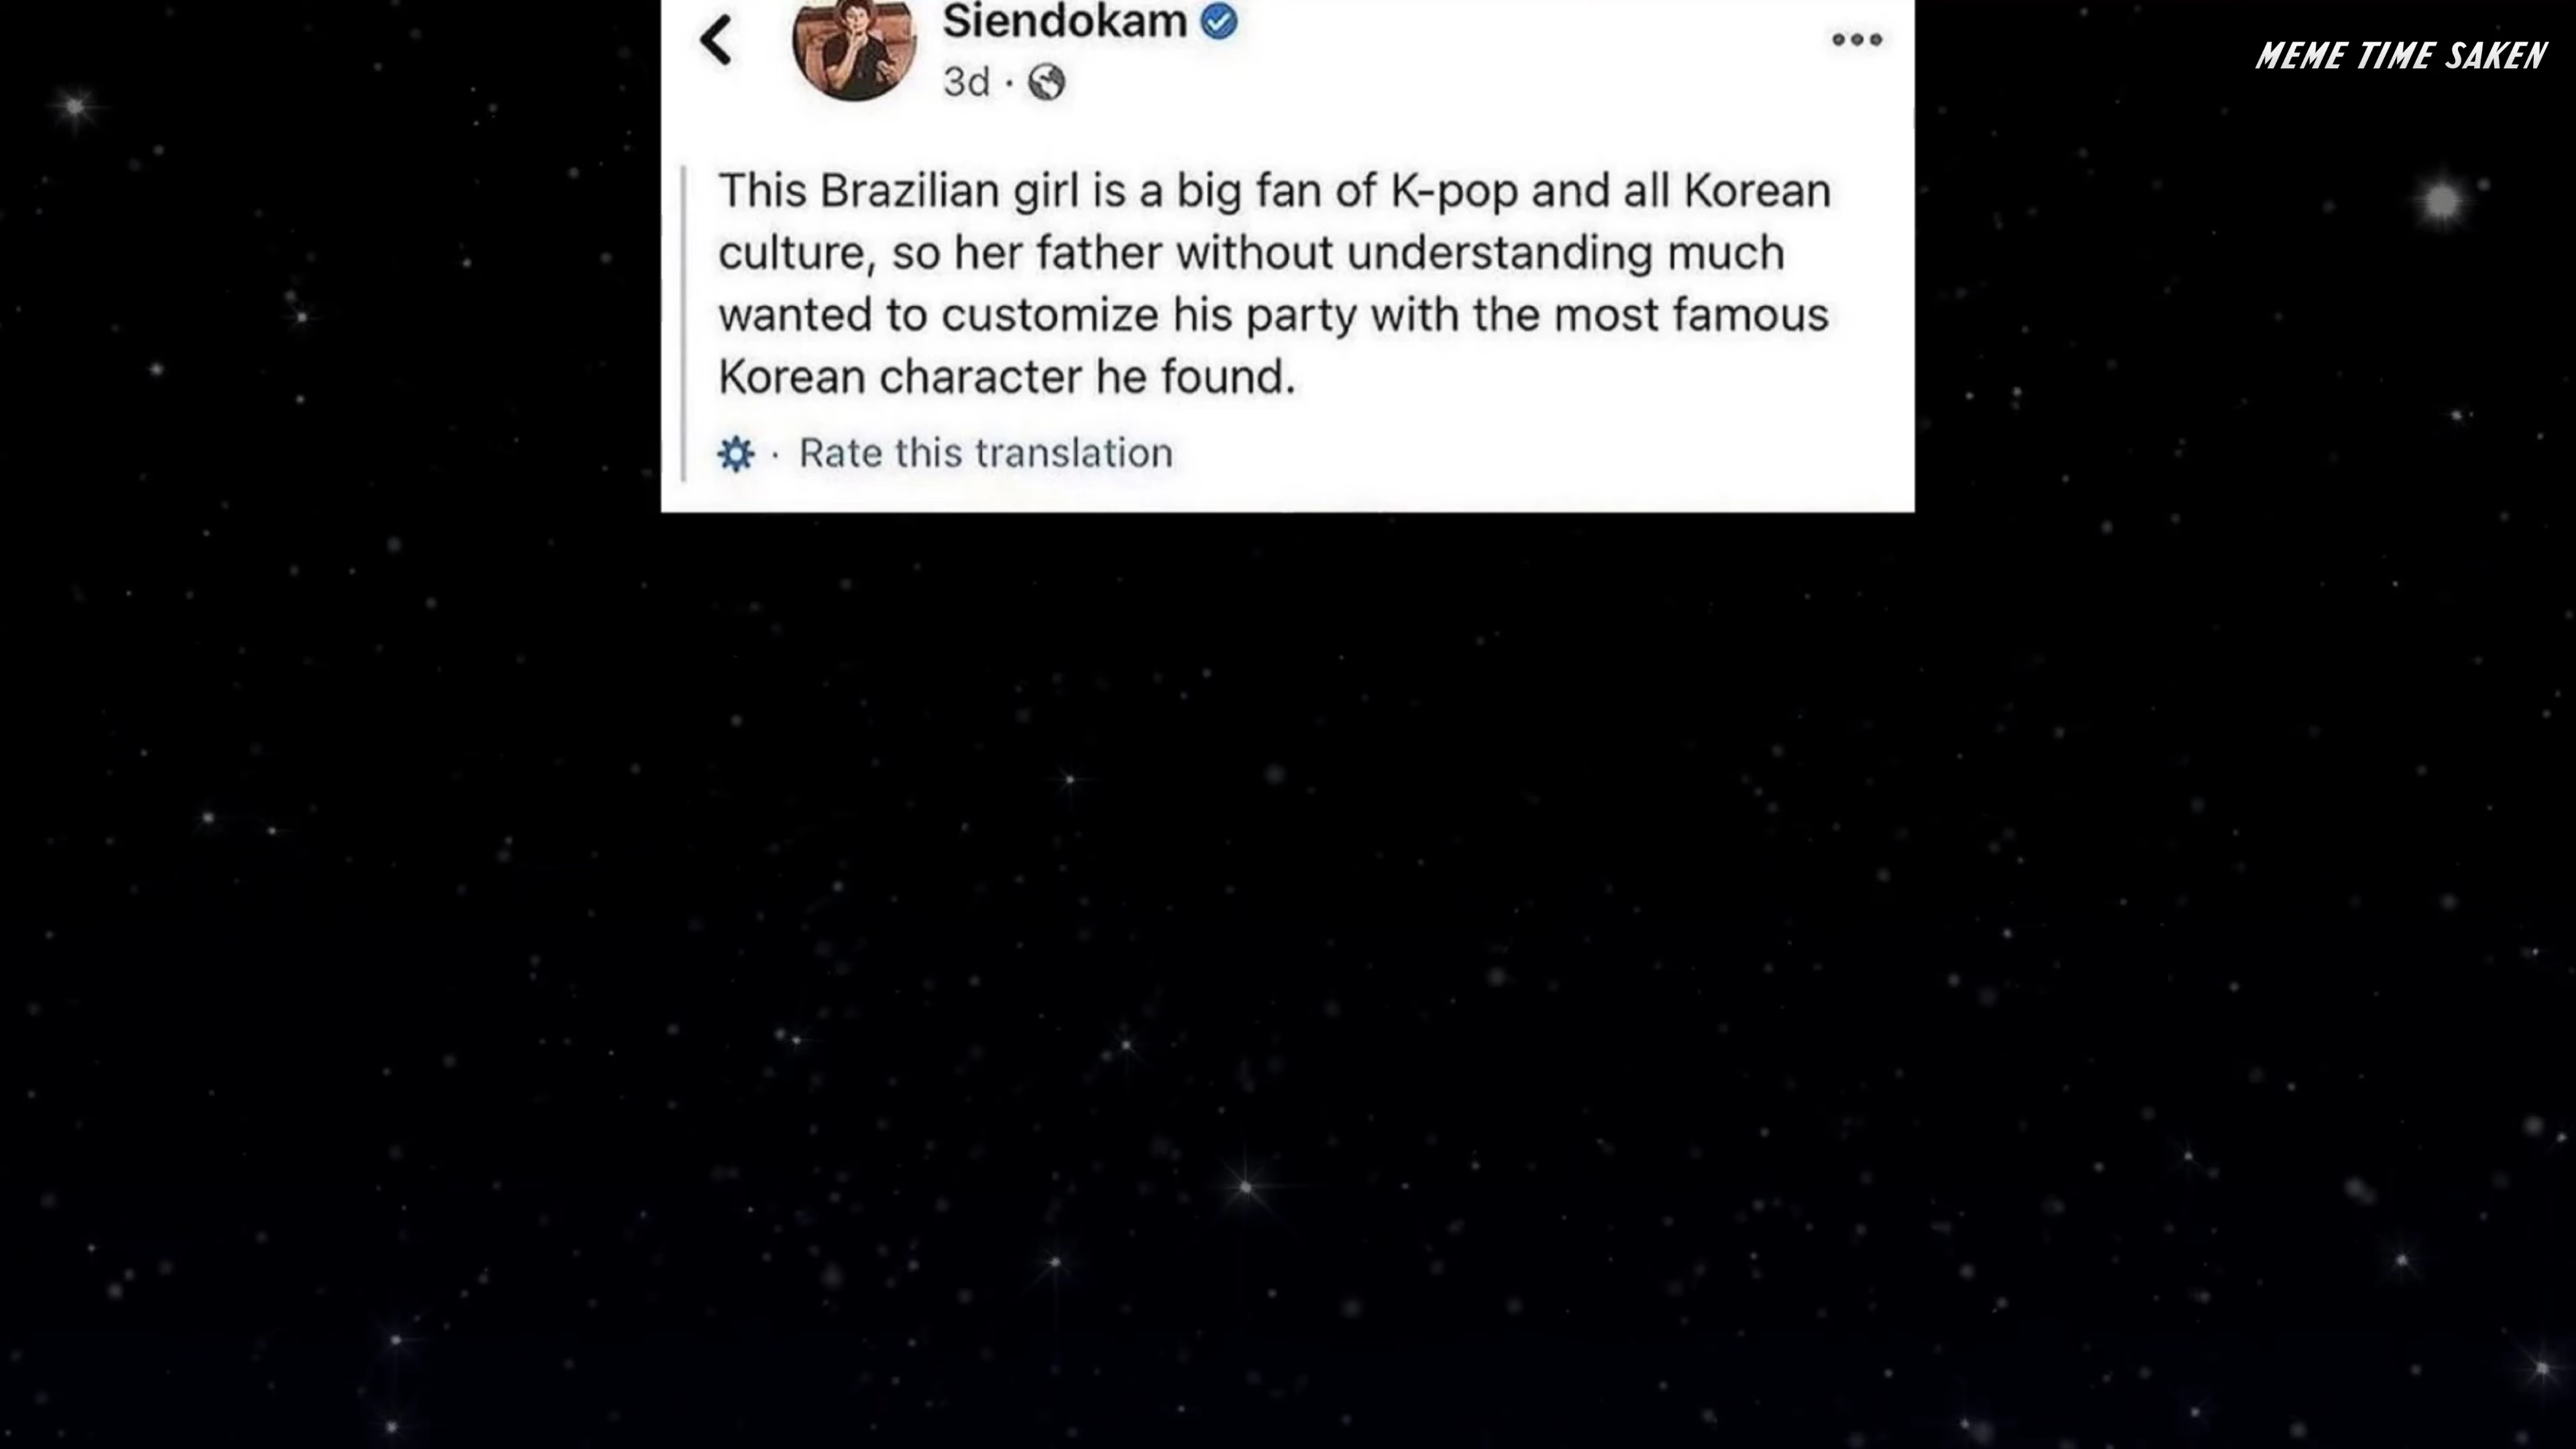 Siendokam
MEME TIME SAKEN
3d ·
This Brazilian girl is a big fan of K-pop and all Korean
culture, so her father without understanding much
wanted to customize his party with the most famous
Korean character he found.
· Rate this translation